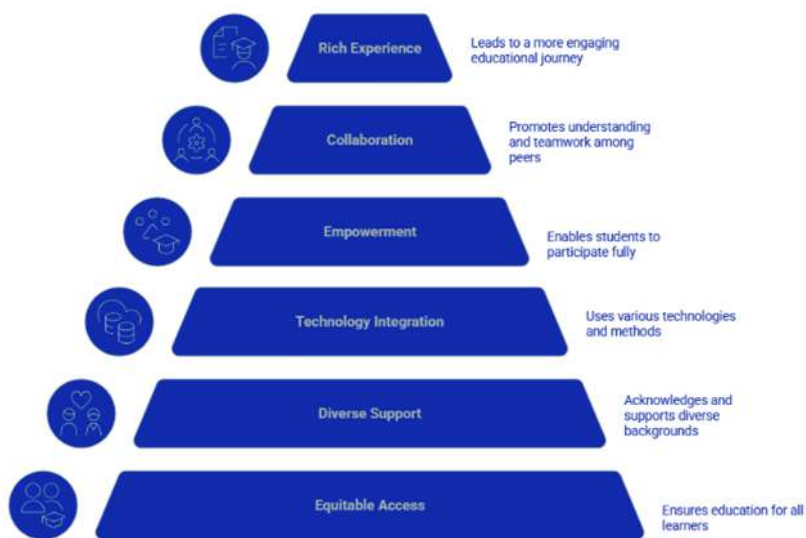 Rich Experience
Leads to a more engaging
educational journey
Collaboration
Promotes understanding
and teamwork among
peers
Empowerment
Enables students to
participate fully
Technology Integration
Uses various technologies
and methods
Diverse Support
Acknowledges and
supports diverse
backgrounds
Equitable Access
Ensures education for all
learners